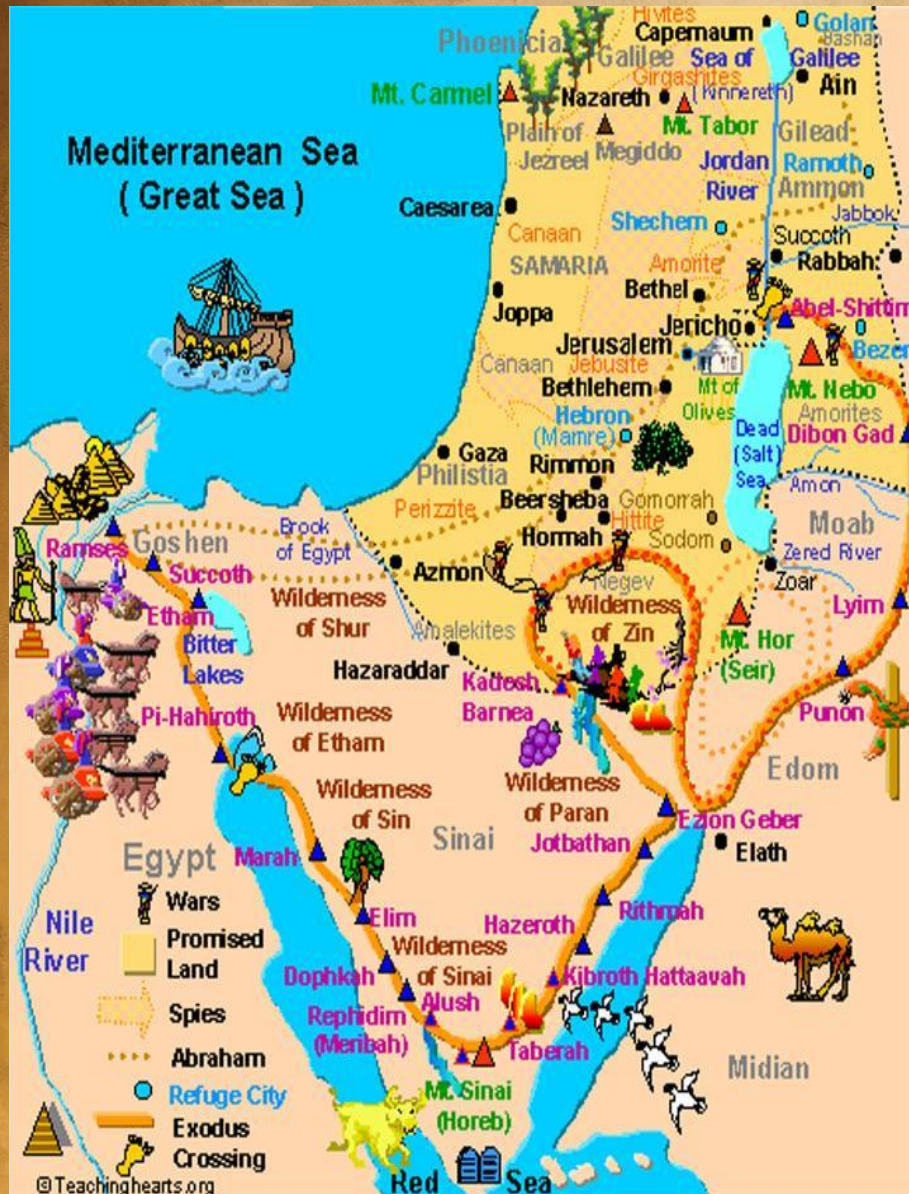 Hivites
Golan
Capernaum
Bashan
Phoenicia
Galilee
Sea of Galilee
Girgashites
(Kinnereth)
Ain
Mt. Carmel
Nazareth
Mt. Tabor
Plain of
Jezreel
Megiddo
Gilead
Jordan
River
Ramoth
Ammon
Mediterranean Sea
( Great Sea )
Caesarea
Shechem
Jabbok
Canaan
SAMARIA
Succoth
Rabbah
Amorite
Bethel
Joppa
Jericho
Abel-Shittim
Jerusalem
Bezer
Canaan
Jebusite
Bethlehem
Mt of
Olives
Mt. Nebo
Amorites
Hebron
(Mamre)
Dead
(Salt)
Sea
Dibon Gad
Gaza
Philistia
Rimmon
Arnon
Perizzite
Beersheba
Gomorrah
Hittite
Moab
Ramses
Goshen
Brook
of Egypt
Hormah
Sodom
Zered River
Succoth
Azmon
Negev
Zoar
Etham
Wilderness
of Shur
Wilderness
of Zin
Lyim
Bitter
Lakes
Amalekites
Mt. Hor
(Seir)
Hazaraddar
Kadesh
Barnea
Punon
Pi-Hahiroth
Wilderness
of Etham
Edom
Wilderness
of Sin
Wilderness
of Paran
Ezion Geber
Sinai
Jotbathan
Elath
Marah
Egypt
Wars
Elim
Hazeroth
Rithmah
Nile
River
Promised
Land
Wilderness
of Sinai
Dophkah
Kibroth Hattaavah
Spies
Alush
Rephidim
(Meribah)
Taberah
Abraham
Midian
Refuge City
Mt. Sinai
(Horeb)
Exodus
Crossing
Red Sea
©Teachinghearts.org